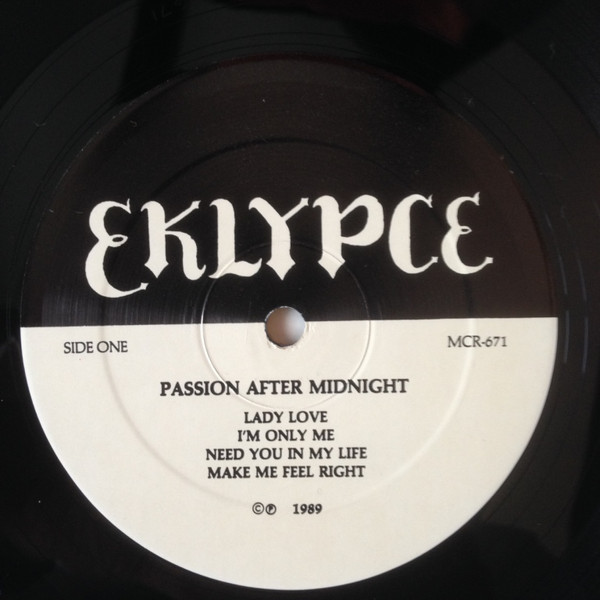 EKLYPCE
SIDE ONE
MCR-671
PASSION AFTER MIDNIGHT
LADY LOVE
I'M ONLY ME
NEED YOU IN MY LIFE
MAKE ME FEEL RIGHT
©℗ 1989